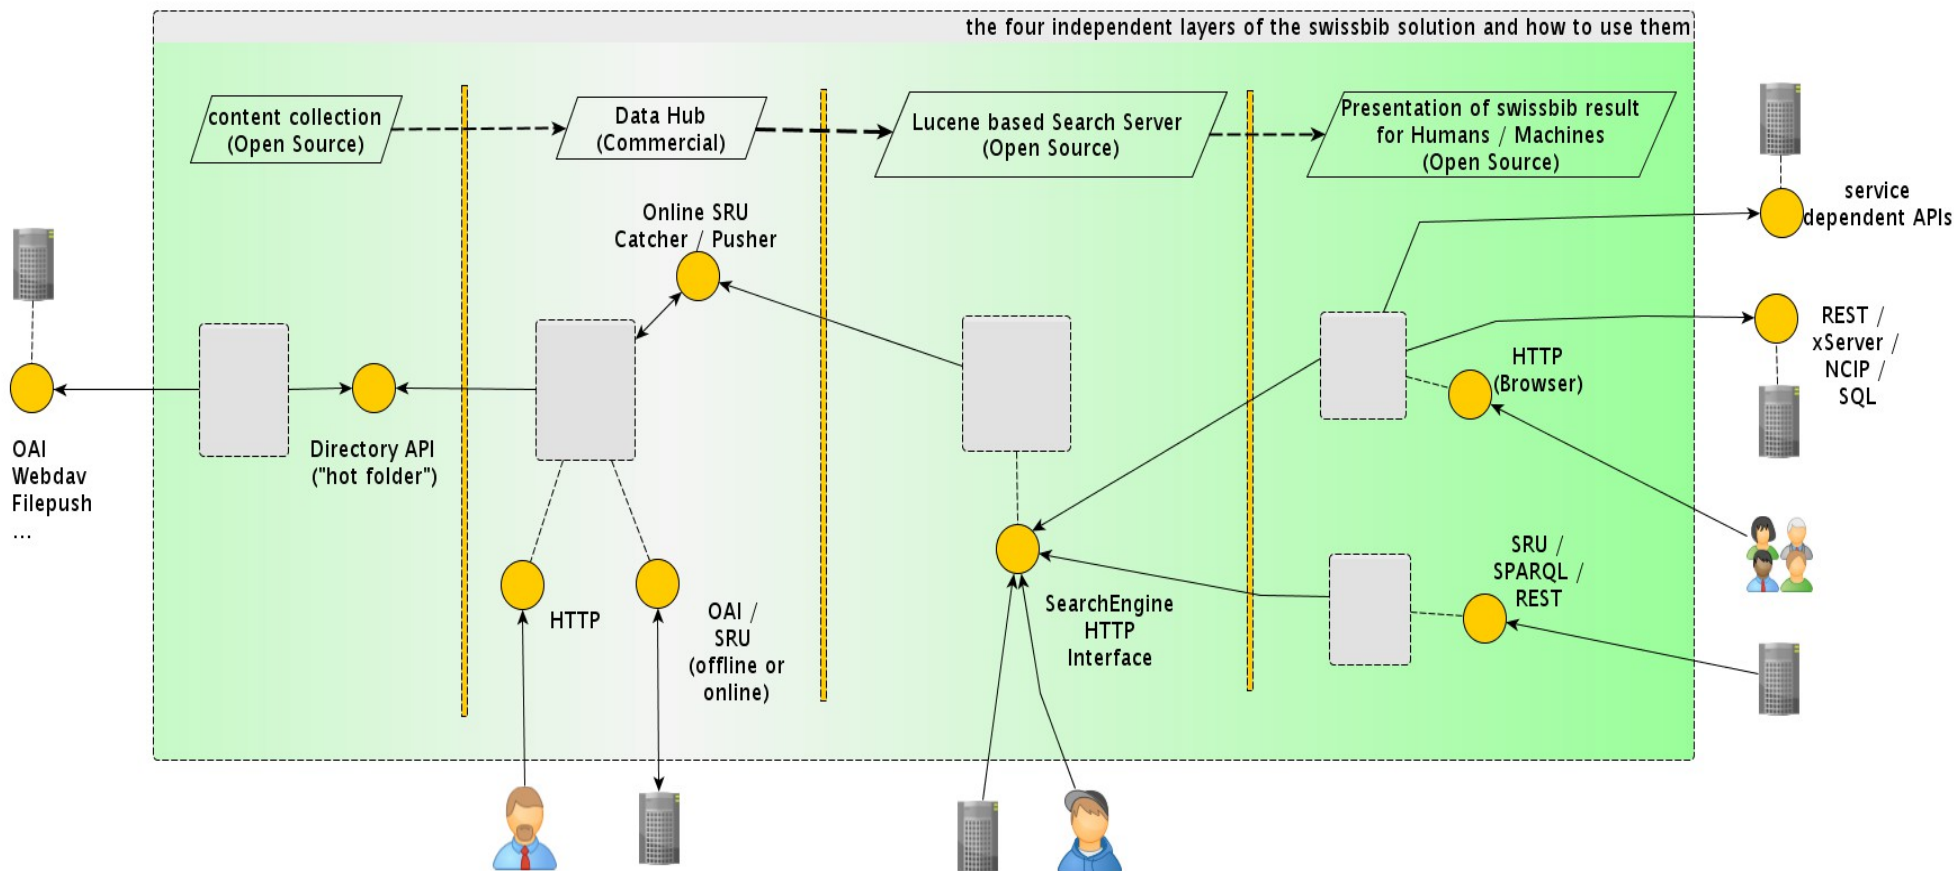 the four independent layers of the swissbib solution and how to use them
content collection
(Open Source)
Data Hub
(Commercial)
Lucene based Search Server
(Open Source)
Presentation of swissbib result
for Humans / Machines
(Open Source)
service
dependent APIs
Online SRU
Catcher / Pusher
REST /
xServer /
NCIP /
SQL
HTTP
(Browser)
OAI
Webdav
Filepush
...
Directory API
("hot folder")
HTTP
OAI /
SRU
(offline or
online)
SearchEngine
HTTP
Interface
SRU /
SPARQL /
REST